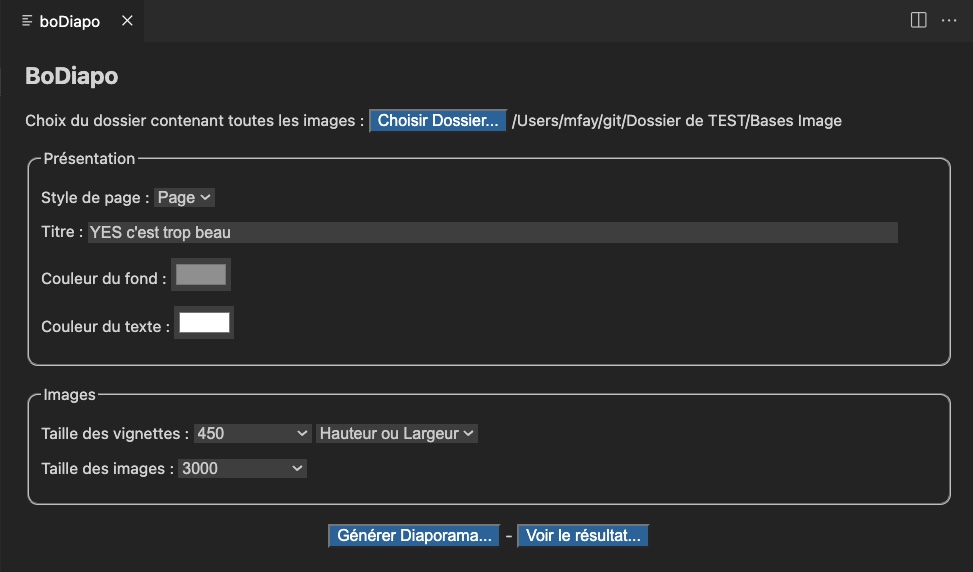 boDiapo
BoDiapo
Choix du dossier contenant toutes les images : Choisir Dossier... /Users/mfay/git/Dossier de TEST/Bases Image
Présentation
Style de page : Page
Titre : YES c'est trop beau
Couleur du fond :
Couleur du texte :
Images
Taille des vignettes : 450 Hauteur ou Largeur
Taille des images : 3000
Générer Diaporama... - Voir le résultat...